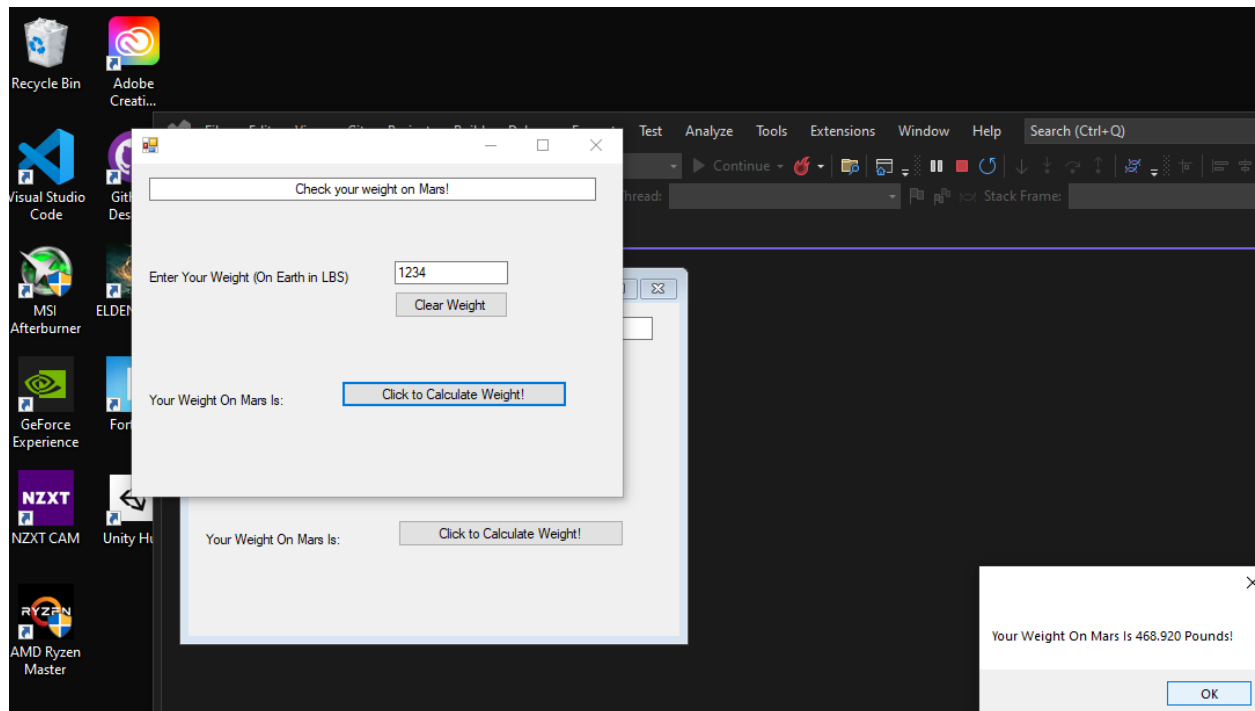 Recycle Bin
Adobe
Creati...
Visual Studio
Code
MSI
Afterburner
GeForce
Experience
NZXT
NZXT CAM
RYZEN
AMD Ryzen
Master
Test Analyze Tools Extensions Window Help Search (Ctrl+Q)
Continue
Stack Frame:
Check your weight on Mars!
Enter Your Weight (On Earth in LBS) 1234
Clear Weight
Your Weight On Mars Is: Click to Calculate Weight!
Your Weight On Mars Is: Click to Calculate Weight!
Your Weight On Mars Is 468.920 Pounds!
OK